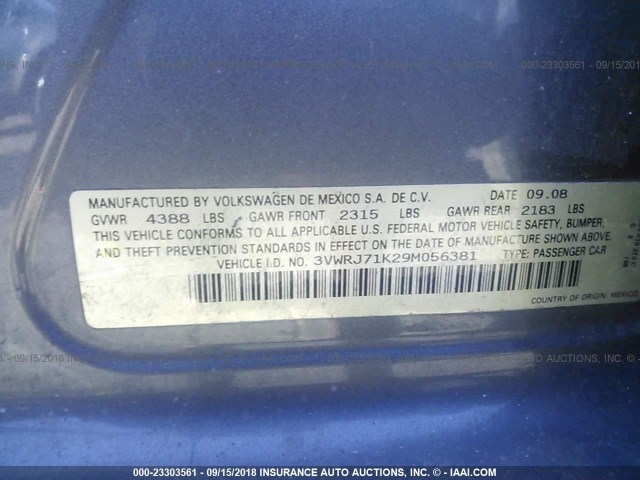 MANUFACTURED BY VOLKSWAGEN DE MEXICO S.A. DE C.V. DATE 09.08
GVWR 4388 LBS GAWR FRONT 2315 LBS GAWR REAR 2183 LBS
THIS VEHICLE CONFORMS TO ALL APPLICABLE U.S. FEDERAL MOTOR VEHICLE SAFETY, BUMPER,
AND THEFT PREVENTION STANDARDS IN EFFECT ON THE DATE OF MANUFACTURE SHOWN ABOVE.
VEHICLE I.D. NO. 3VWRJ71K29M056381 TYPE: PASSENGER CAR
COUNTRY OF ORIGIN: MEXICO
000-23303561 - 09/15/2018 INSURANCE AUTO AUCTIONS, INC. - IAAI.COM